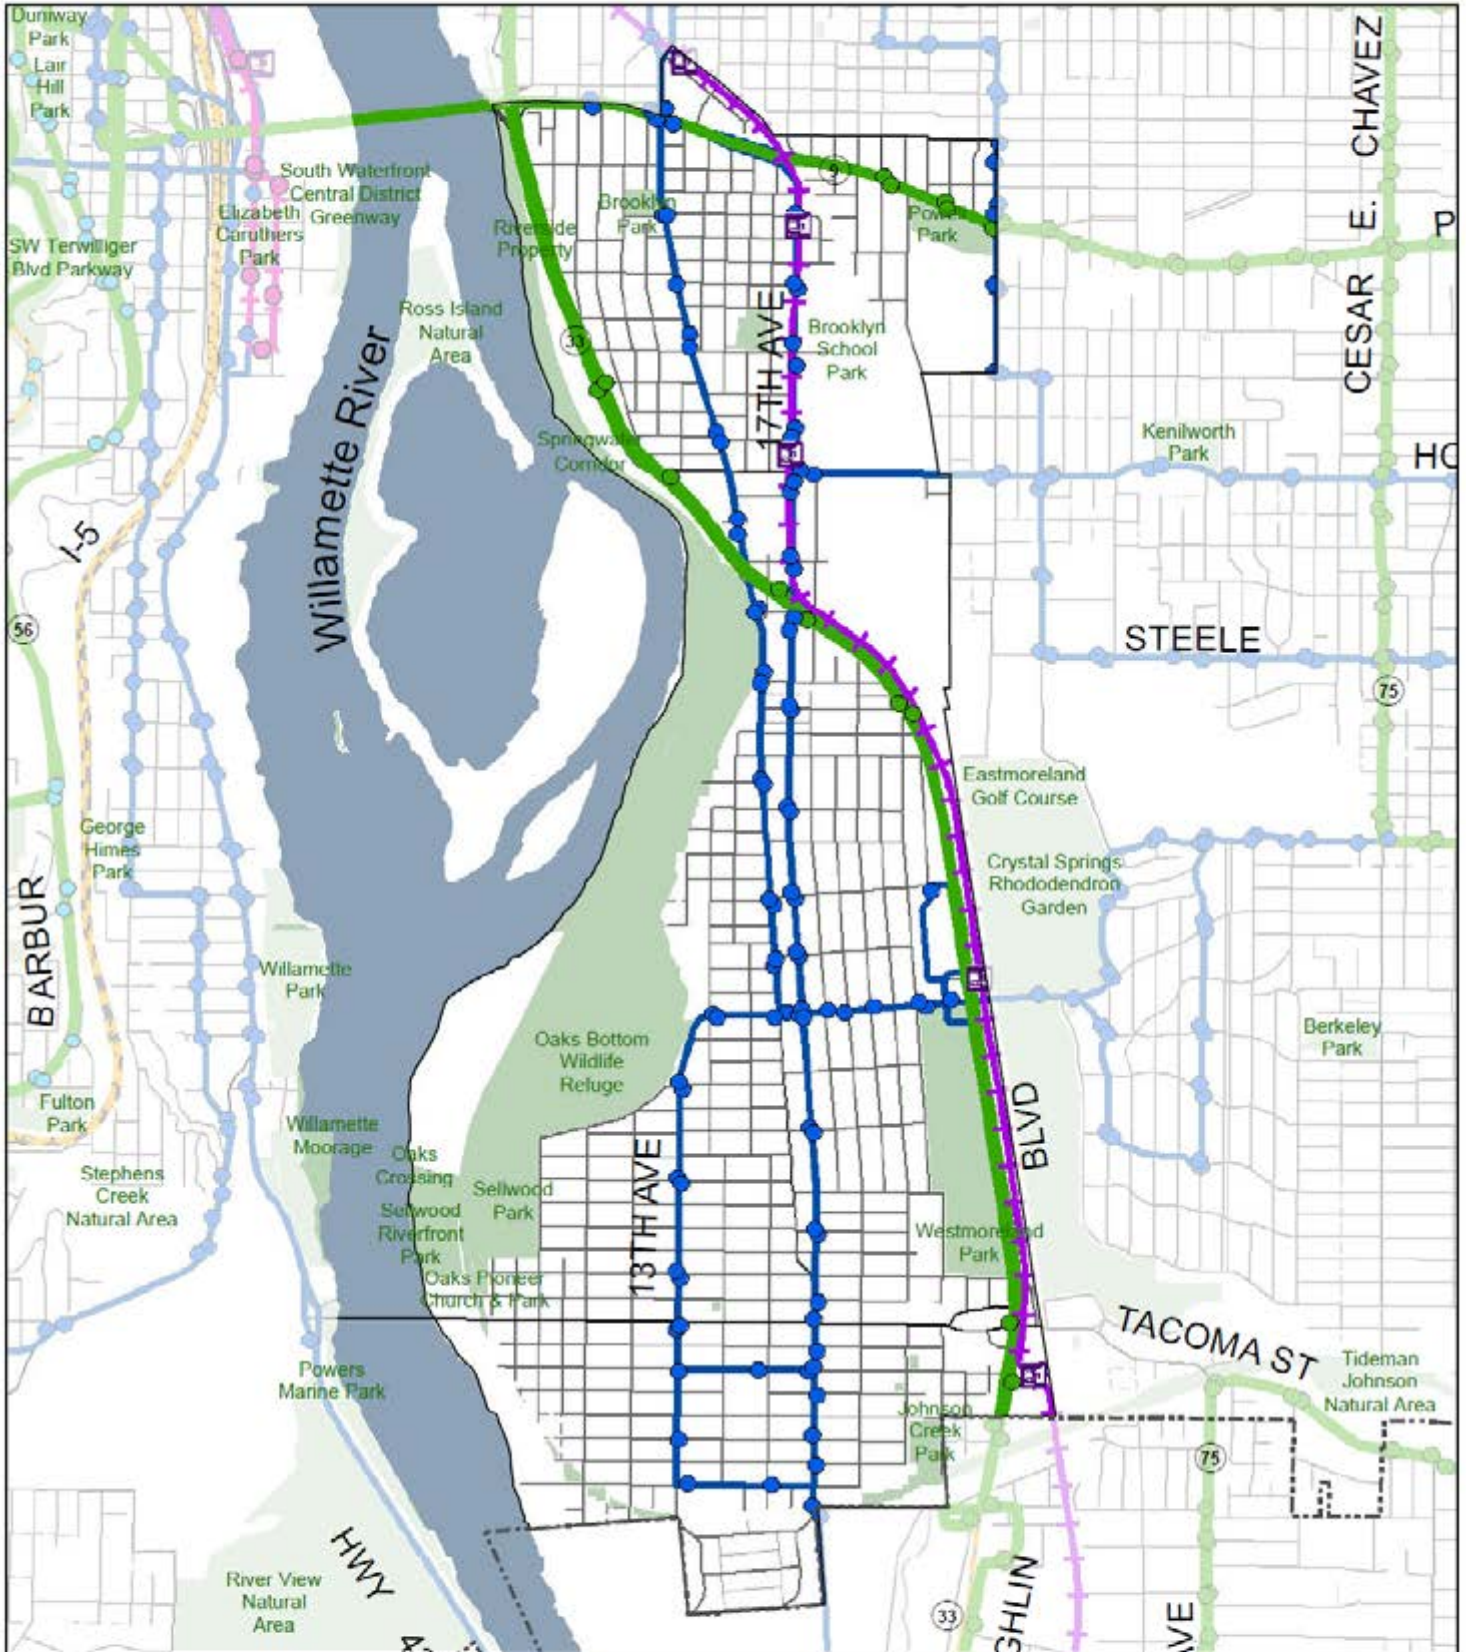 Duniway
Park
Lair
Hill
Park
CESAR E. CHAVEZ
South Waterfront
Central District
Greenway
Elizabeth
Caruthers
Park
SW Terwilliger
Blvd Parkway
Brooklyn
Park
Riverside
Property
9
Powell
Park
P
Ross Island
Natural
Area
33
17TH AVE
Brooklyn
School
Park
Willamette River
Springwater
Corridor
Kenilworth
Park
HO
I-5
56
STEELE
75
Eastmoreland
Golf Course
George
Himes
Park
Crystal Springs
Rhododendron
Garden
BARBUR
Willamette
Park
Oaks Bottom
Wildlife
Refuge
Berkeley
Park
Fulton
Park
Willamette
Moorage
Oaks
Crossing
BLVD
13TH AVE
Stephens
Creek
Natural Area
Sellwood
Park
Sellwood
Riverfront
Park
Westmoreland
Park
Oaks Pioneer
Church & Park
TACOMA ST
Powers
Marine Park
Tideman
Johnson
Natural Area
Johnson
Creek
Park
75
HWY
River View
Natural
Area
33
GHLIN
AVE